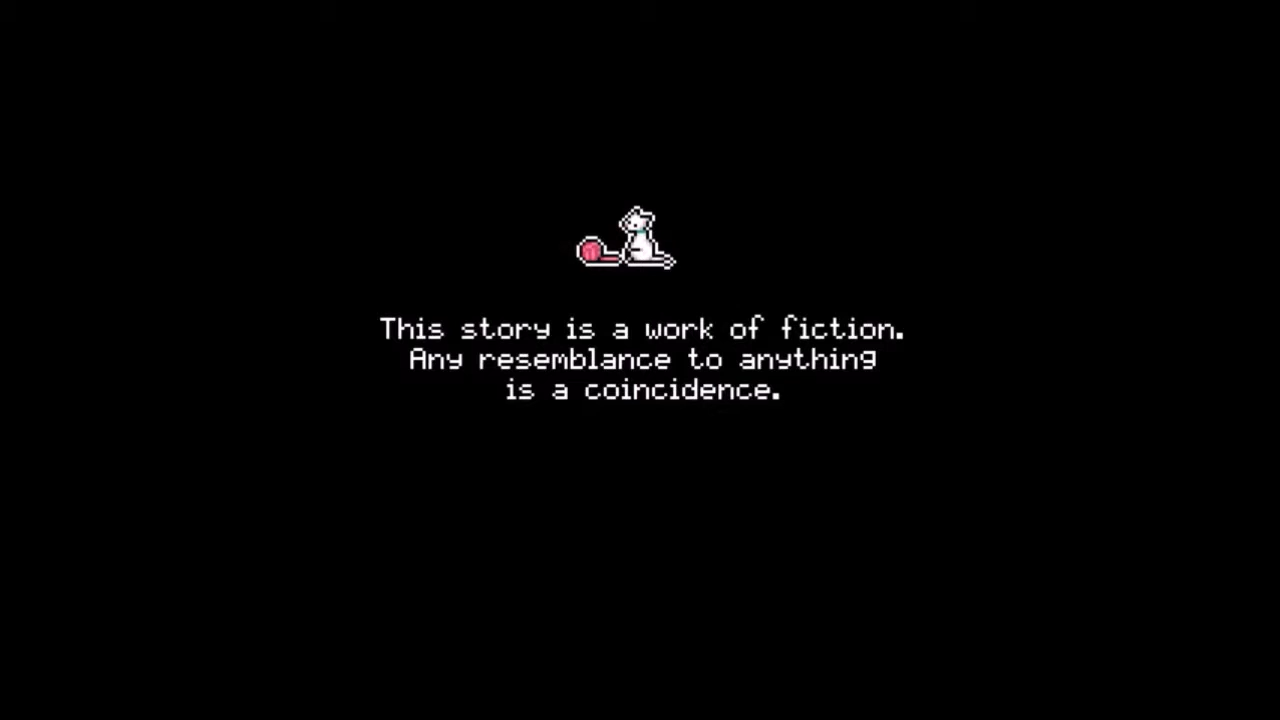 This story is a work of fiction.
Any resemblance to anything
is a coincidence.